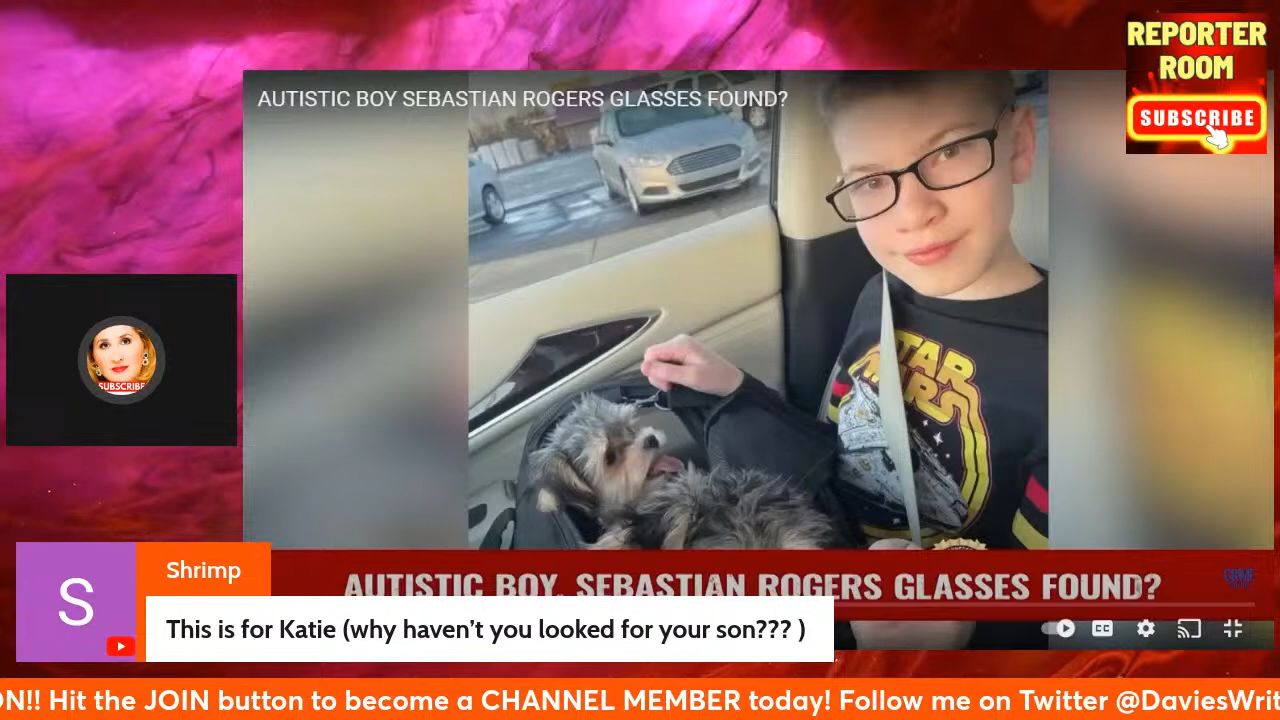 REPORTER
ROOM
SUBSCRIBE
AUTISTIC BOY SEBASTIAN ROGERS GLASSES FOUND?
STAR
WARS
SUBSCRIBE
S
Shrimp
AUTISTIC BOY, SEBASTIAN ROGERS GLASSES FOUND?
This is for Katie (why haven't you looked for your son??? )
CC
ON!! Hit the JOIN button to become a CHANNEL MEMBER today! Follow me on Twitter @DaviesWrit